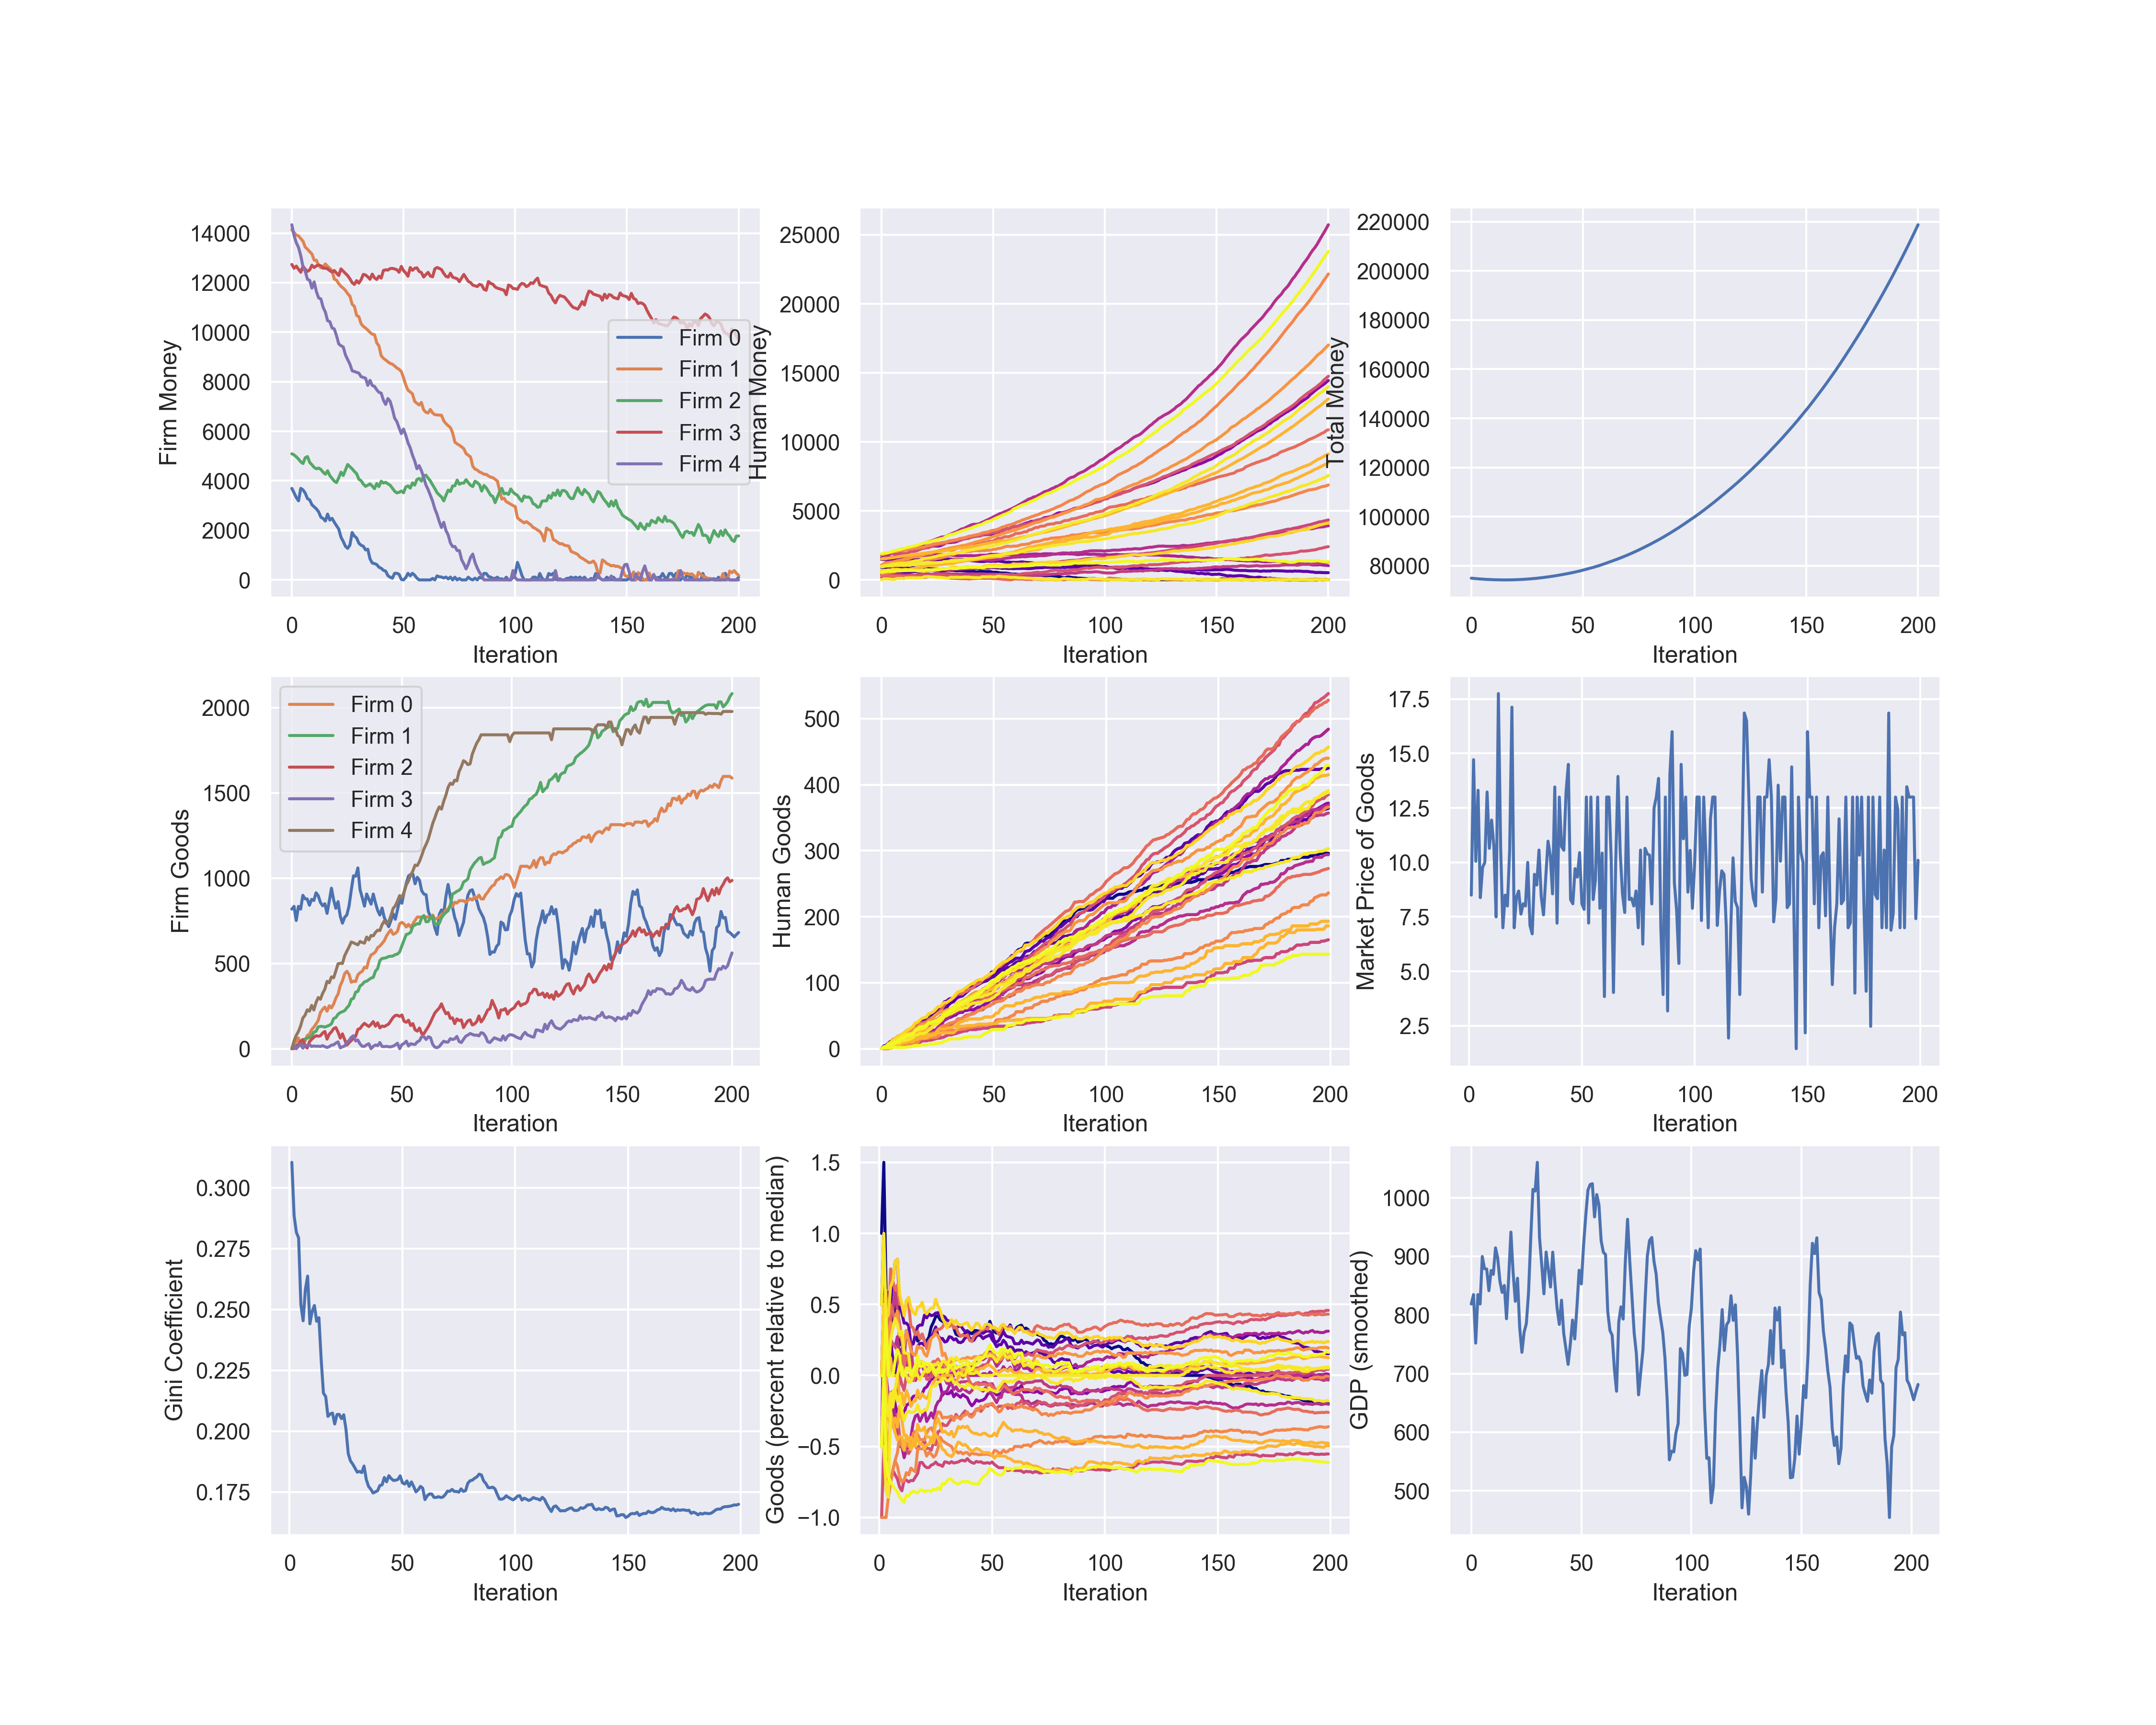 Firm Money
14000
12000
10000
8000
6000
4000
2000
0
Firm 0
Firm 1
Firm 2
Firm 3
Firm 4
0 50 100 150 200
Iteration
Human Money
25000
20000
15000
10000
5000
0
0 50 100 150 200
Iteration
Total Money
220000
200000
180000
160000
140000
120000
100000
80000
0 50 100 150 200
Iteration
Firm Goods
2000
1500
1000
500
0
Firm 0
Firm 1
Firm 2
Firm 3
Firm 4
0 50 100 150 200
Iteration
Human Goods
500
400
300
200
100
0
0 50 100 150 200
Iteration
Market Price of Goods
17.5
15.0
12.5
10.0
7.5
5.0
2.5
0 50 100 150 200
Iteration
Gini Coefficient
0.300
0.275
0.250
0.225
0.200
0.175
0 50 100 150 200
Iteration
Goods (percent relative to median)
1.5
1.0
0.5
0.0
−0.5
−1.0
0 50 100 150 200
Iteration
GDP (smoothed)
1000
900
800
700
600
500
0 50 100 150 200
Iteration